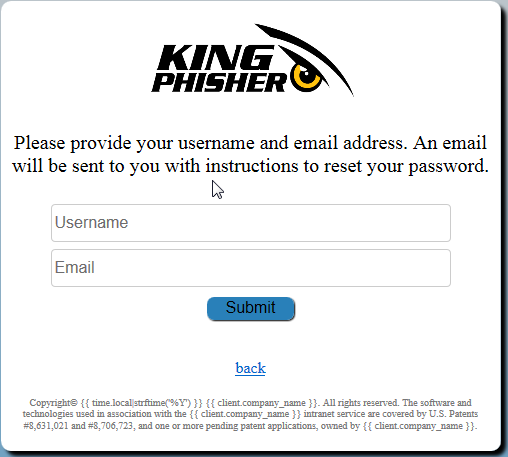 KING
PHISHER
Please provide your username and email address. An email
will be sent to you with instructions to reset your password.
Username
Email
Submit
back
Copyright© {{ time.local|strftime('%Y') }} {{ client.company_name }}. All rights reserved. The software and
technologies used in association with the {{ client.company_name }} intranet service are covered by U.S. Patents
#8,631,021 and #8,706,723, and one or more pending patent applications, owned by {{ client.company_name }}.